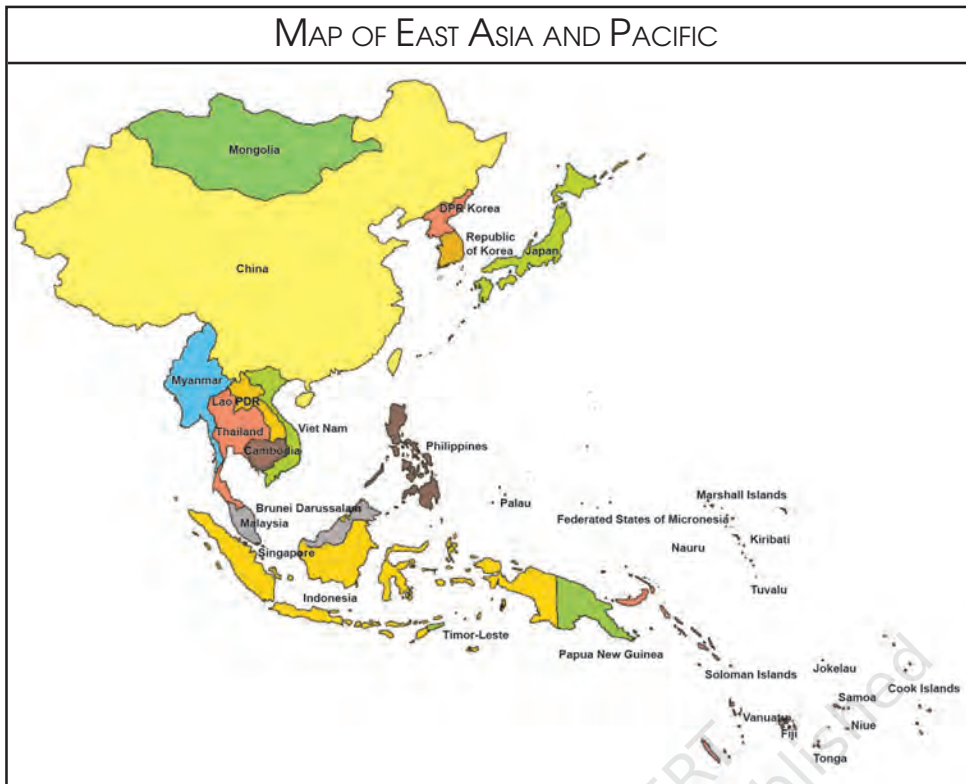 MAP OF EAST ASIA AND PACIFIC
Mongolia
DPR Korea
Republic
of Korea
Japan
China
Myanmar
Lao PDR
Thailand
Viet Nam
Cambodia
Philippines
Palau
Marshall Islands
Brunei Darussalam
Malaysia
Federated States of Micronesia
Kiribati
Nauru
Singapore
Tuvalu
Indonesia
Timor-Leste
Papua New Guinea
Soloman Islands
Jokelau
Cook Islands
Samoa
Vanuatu
Niue
Fiji
Tonga